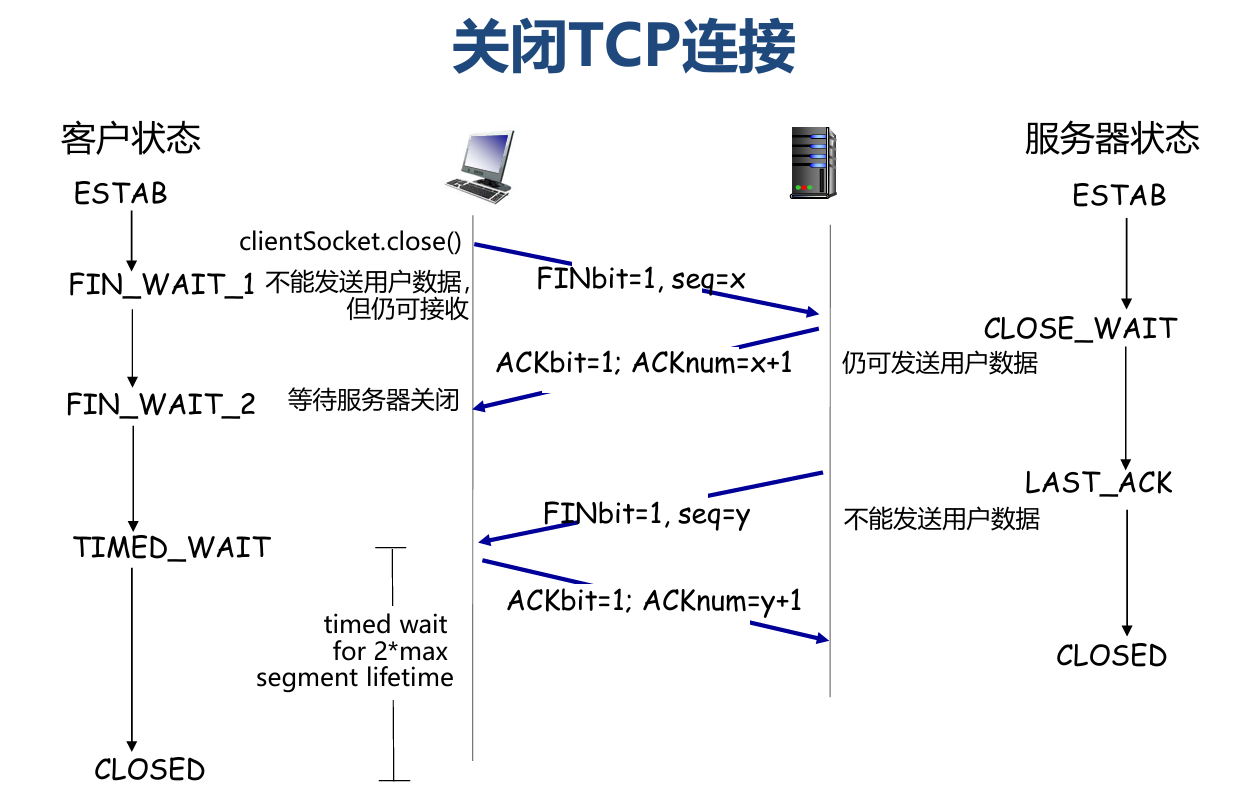 关闭TCP连接
客户状态
服务器状态
ESTAB
ESTAB
clientSocket.close()
FIN_WAIT_1
不能发送用户数据，
但仍可接收
FINbit=1, seq=x
CLOSE_WAIT
ACKbit=1; ACKnum=x+1
仍可发送用户数据
FIN_WAIT_2
等待服务器关闭
LAST_ACK
FINbit=1, seq=y
不能发送用户数据
TIMED_WAIT
ACKbit=1; ACKnum=y+1
timed wait
for 2*max
segment lifetime
CLOSED
CLOSED